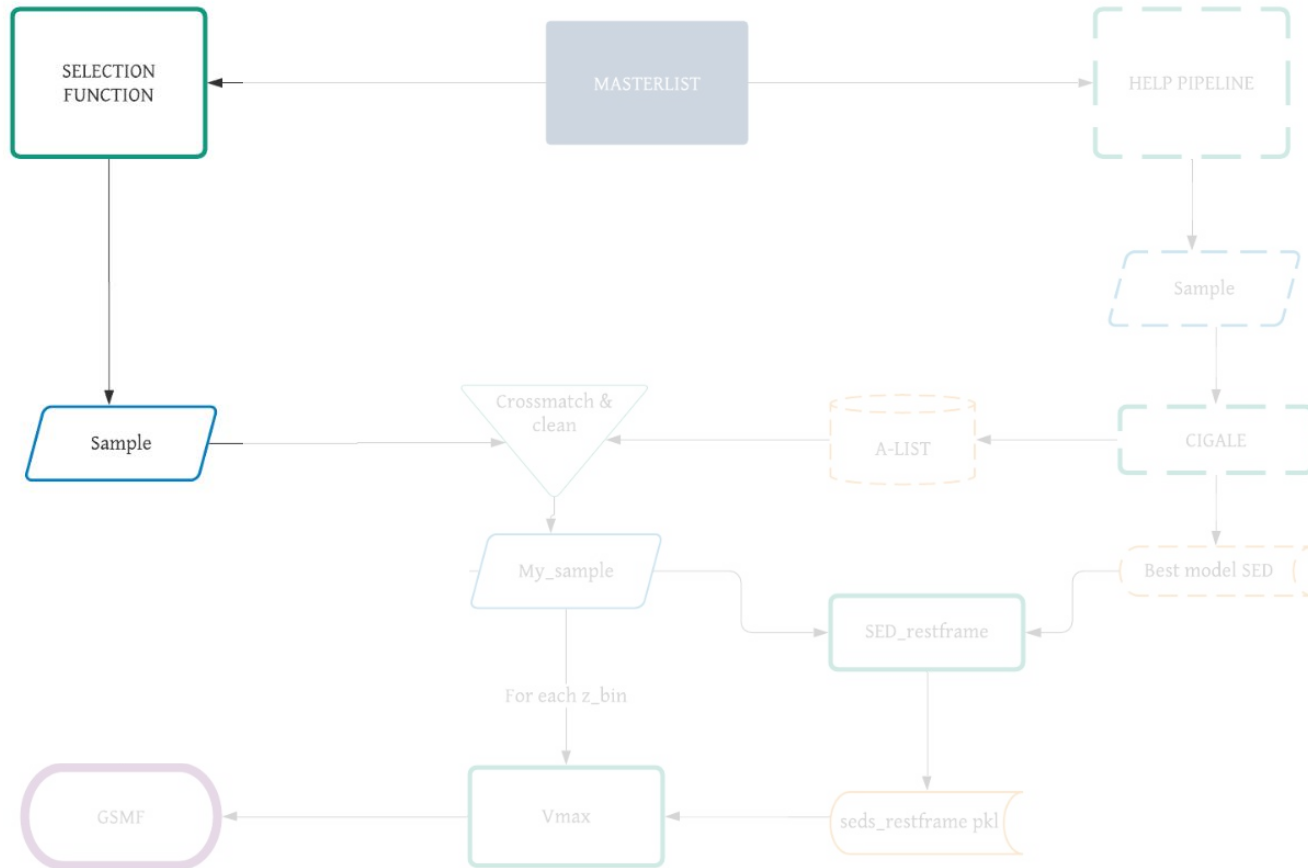 SELECTION
FUNCTION
MASTERLIST
HELP PIPELINE
Sample
Sample
Crossmatch &
clean
A-LIST
CIGALE
My_sample
Best model SED
SED_restframe
For each z_bin
GSMF
Vmax
seds_restframe pkl